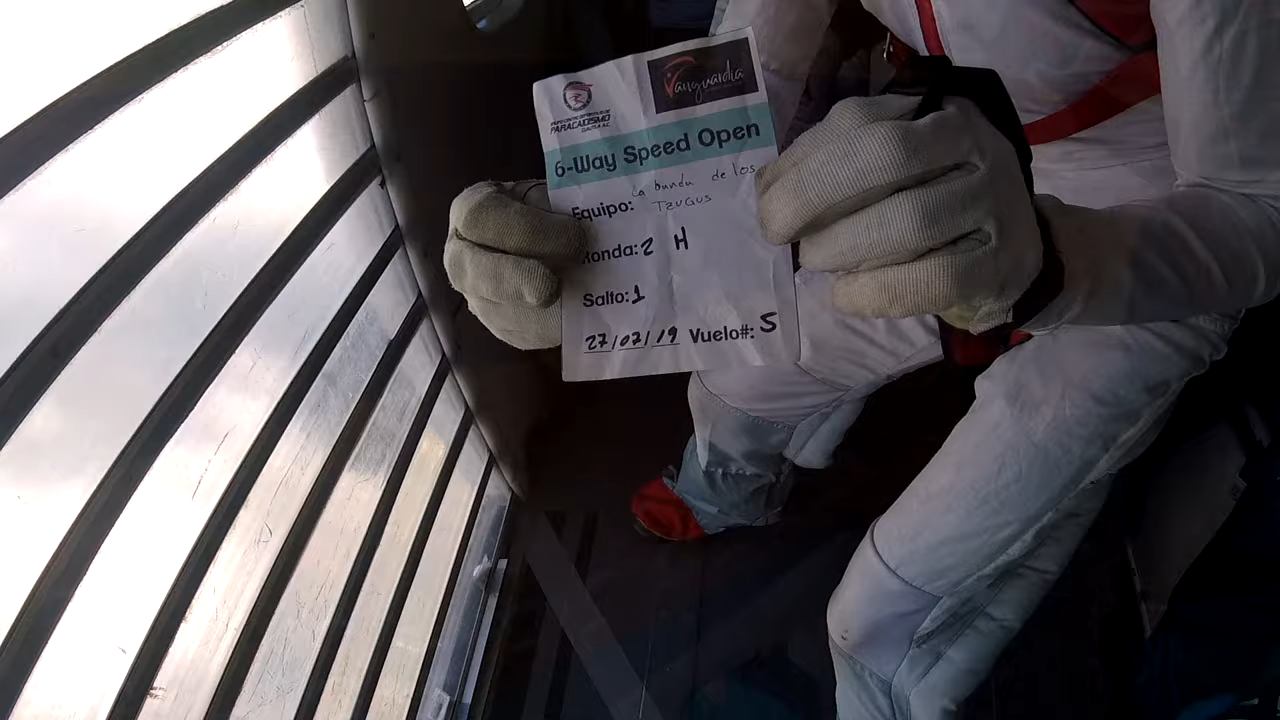 Vanguardia
PARACAIDISMO
6-Way Speed Open
Equipo: La banda de los
Tzugus
Ronda: 2 H
Salto: 1
27/07/19 Vuelo#: 5